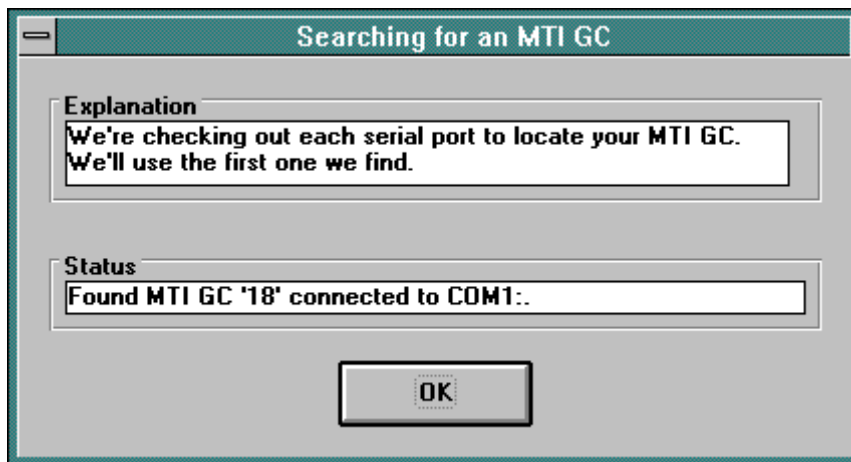 Searching for an MTI GC
Explanation
We're checking out each serial port to locate your MTI GC.
We'll use the first one we find.
Status
Found MTI GC '18' connected to COM1:.
OK